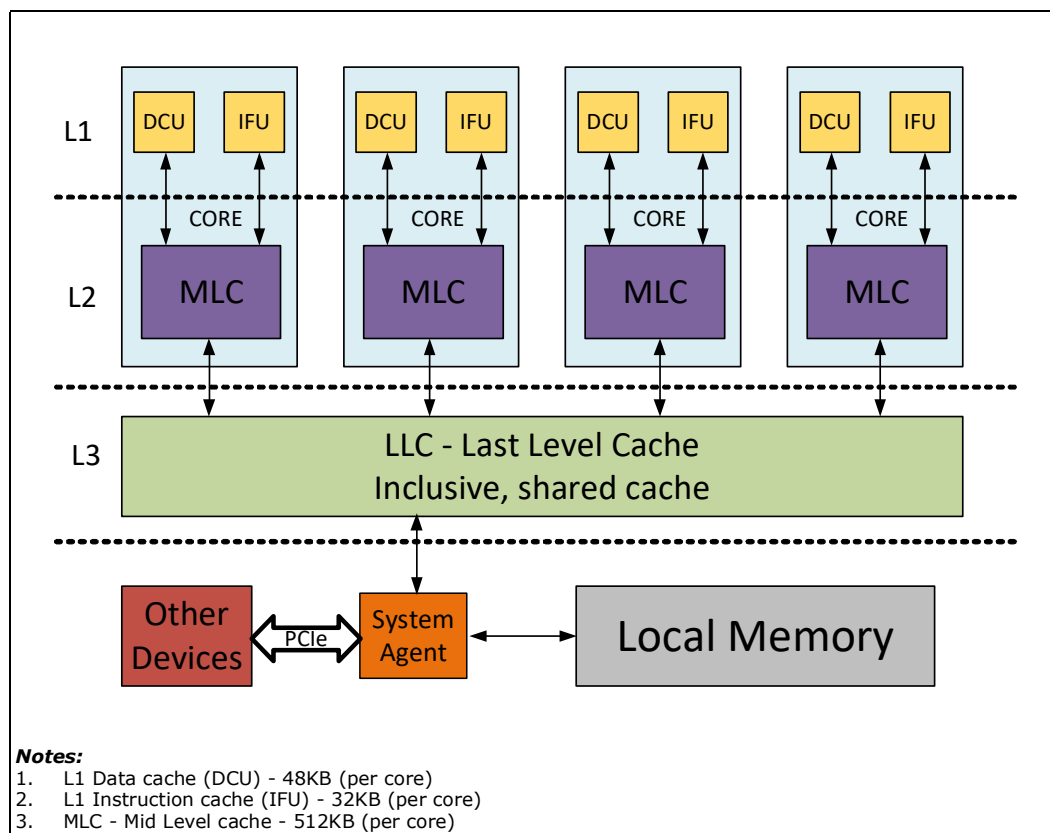 L1
DCU IFU DCU IFU DCU IFU DCU IFU
CORE CORE CORE CORE
L2
MLC MLC MLC MLC
L3
LLC - Last Level Cache
Inclusive, shared cache
Other
Devices
PCIe
System
Agent
Local Memory
Notes:
1. L1 Data cache (DCU) - 48KB (per core)
2. L1 Instruction cache (IFU) - 32KB (per core)
3. MLC - Mid Level cache - 512KB (per core)